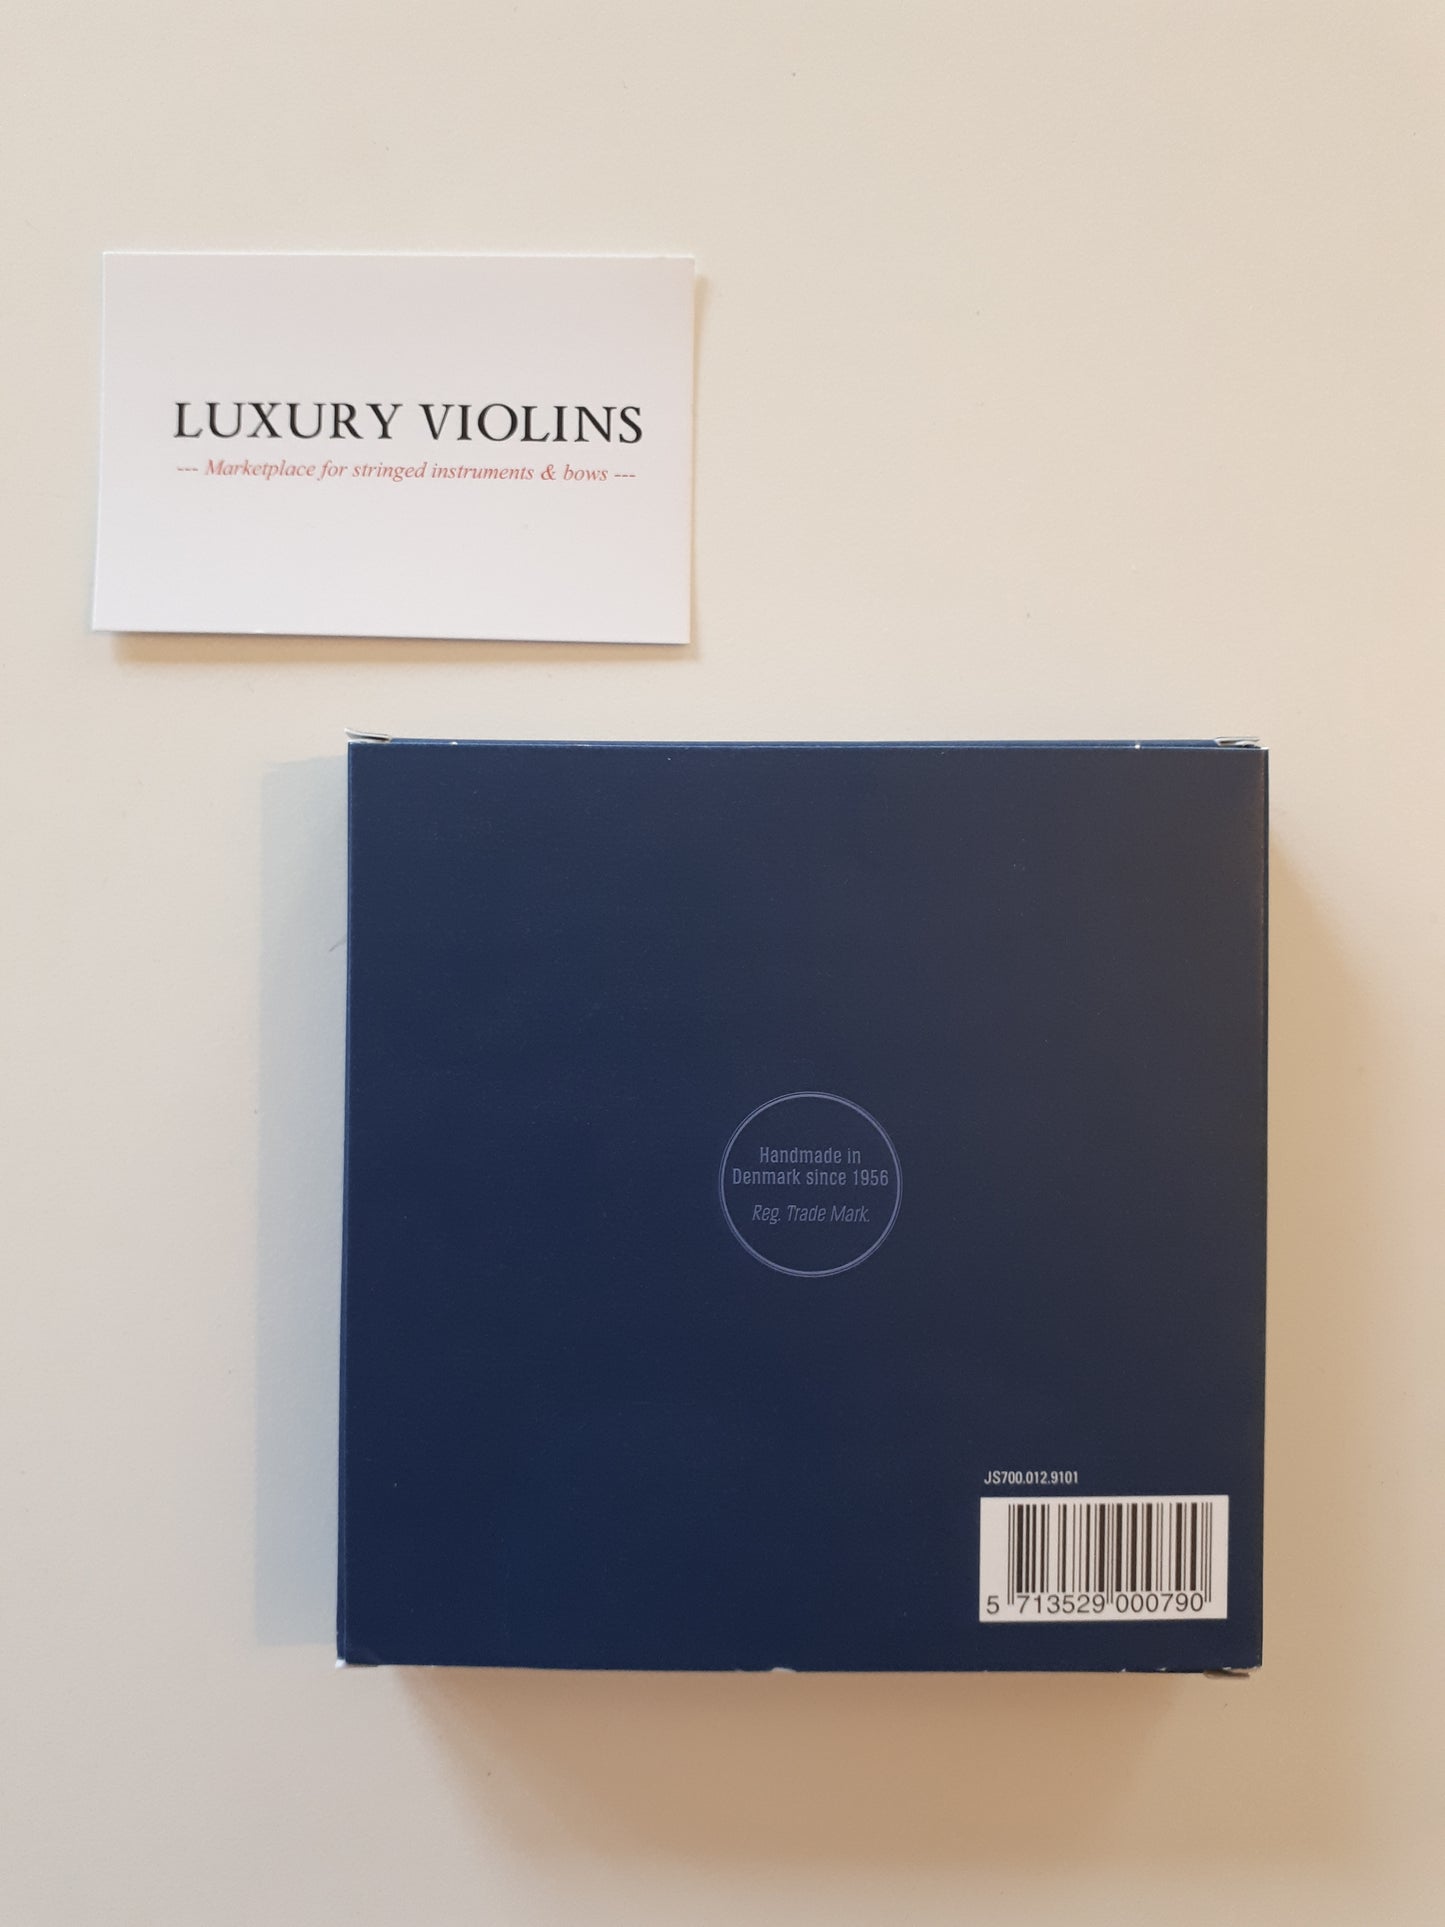 LUXURY VIOLINS
--- Marketplace for stringed instruments & bows ---
Handmade in
Denmark since 1956
Reg. Trade Mark.
JS700.012.9101
5 713529 000790